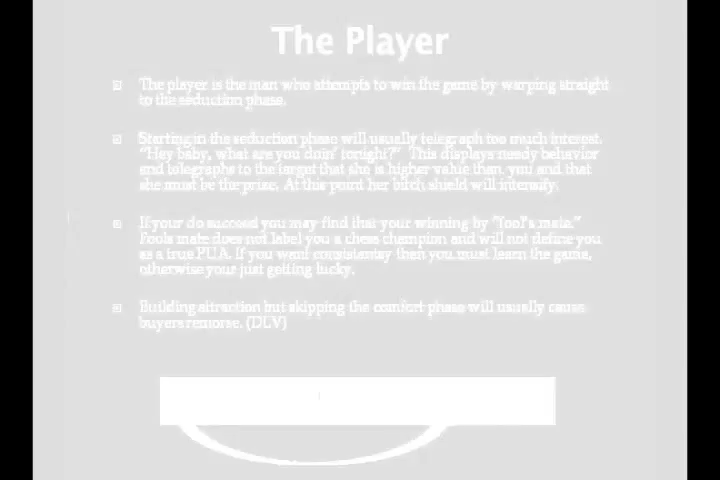 The Player
The player is the man who attempts to win the game by warping straight
to the seduction phase.
Starting in the seduction phase will usually telegraph too much interest.
"Hey baby, what are you doin' tonight?" This displays needy behavior
and telegraphs to the target that she is higher value than you and that
she must be the prize. At this point her bitch shield will intensify.
If your do succeed you may find that your winning by "fool's mate."
Fools mate does not label you a chess champion and will not define you
as a true PUA. If you want consistantsy then you must learn the game,
otherwise your just getting lucky.
Building attraction but skipping the comfort phase will usually cause
buyers remorse. (DLV)